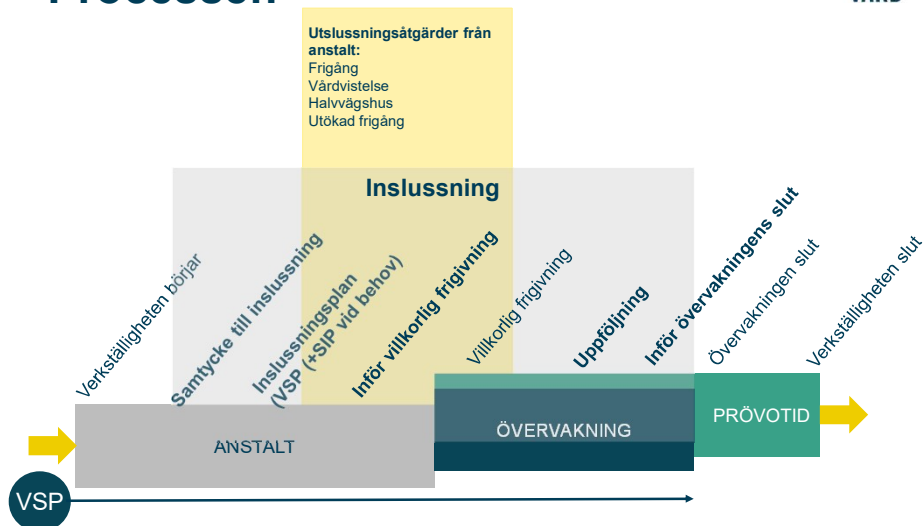 Utslussningsåtgärder från
anstalt:
Frigång
Vårdvistelse
Halvvägshus
Utökad frigång
Inslussning
Verkställigheten börjar
Samtycke till inslussning
Inslussningsplan
(VSP (+SIP vid behov)
Inför villkorlig frigivning
Villkorlig frigivning
Uppföljning
Inför övervakningens slut
Övervakningen slut
Verkställigheten slut
ANSTALT
ÖVERVAKNING
PRÖVOTID
VSP